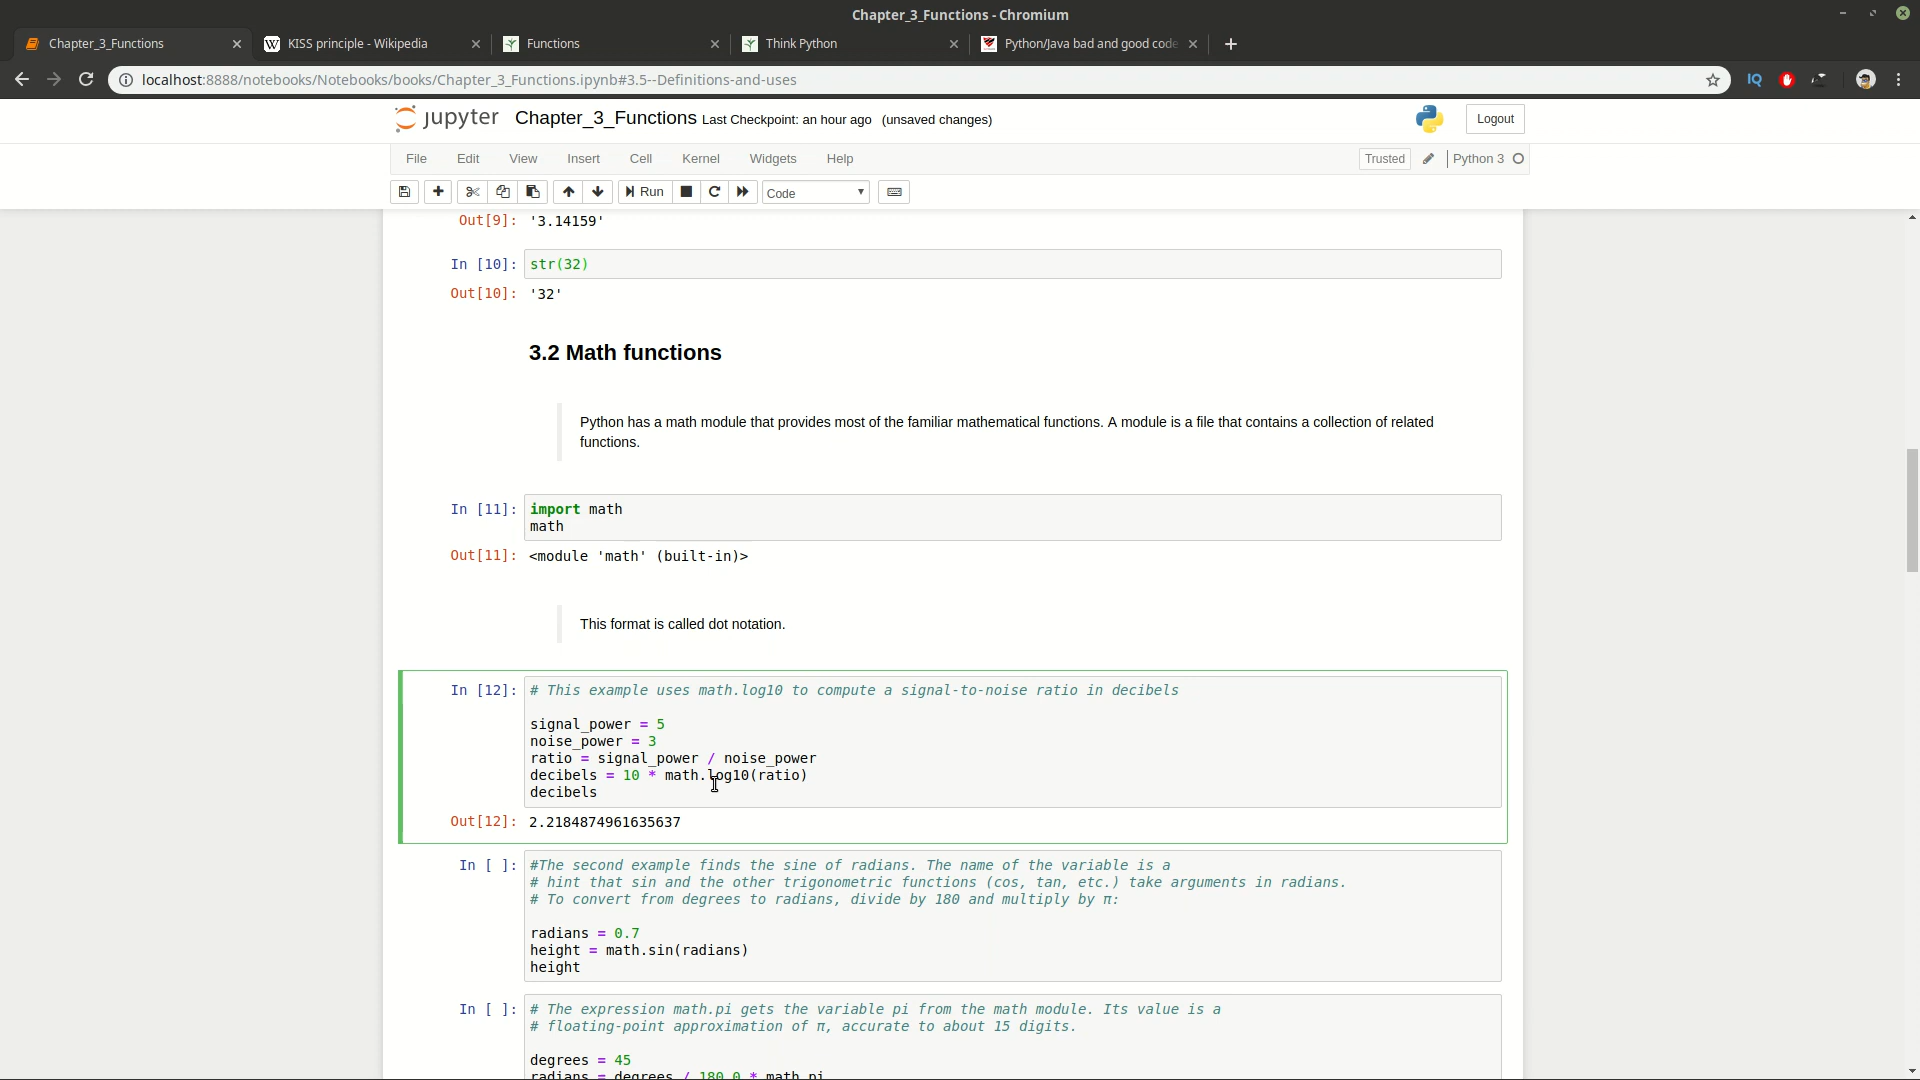 Chapter_3_Functions - Chromium
Chapter_3_Functions
KISS principle - Wikipedia
Functions
Think Python
Python/Java bad and good code
localhost:8888/notebooks/Notebooks/books/Chapter_3_Functions.ipynb#3.5--Definitions-and-uses
IQ
jupyter Chapter_3_Functions Last Checkpoint: an hour ago (unsaved changes)
Logout
File Edit View Insert Cell Kernel Widgets Help
Trusted Python 3
Run Code
Out[9]: '3.14159'
In [10]: str(32)
Out[10]: '32'
3.2 Math functions
Python has a math module that provides most of the familiar mathematical functions. A module is a file that contains a collection of related
functions.
In [11]: import math
math
Out[11]: <module 'math' (built-in)>
This format is called dot notation.
In [12]: # This example uses math.log10 to compute a signal-to-noise ratio in decibels
signal_power = 5
noise_power = 3
ratio = signal_power / noise_power
decibels = 10 * math.log10(ratio)
decibels
Out[12]: 2.2184874961635637
In [ ]: #The second example finds the sine of radians. The name of the variable is a
# hint that sin and the other trigonometric functions (cos, tan, etc.) take arguments in radians.
# To convert from degrees to radians, divide by 180 and multiply by π:
radians = 0.7
height = math.sin(radians)
height
In [ ]: # The expression math.pi gets the variable pi from the math module. Its value is a
# floating-point approximation of π, accurate to about 15 digits.
degrees = 45
radians = degrees / 180.0 * math.pi